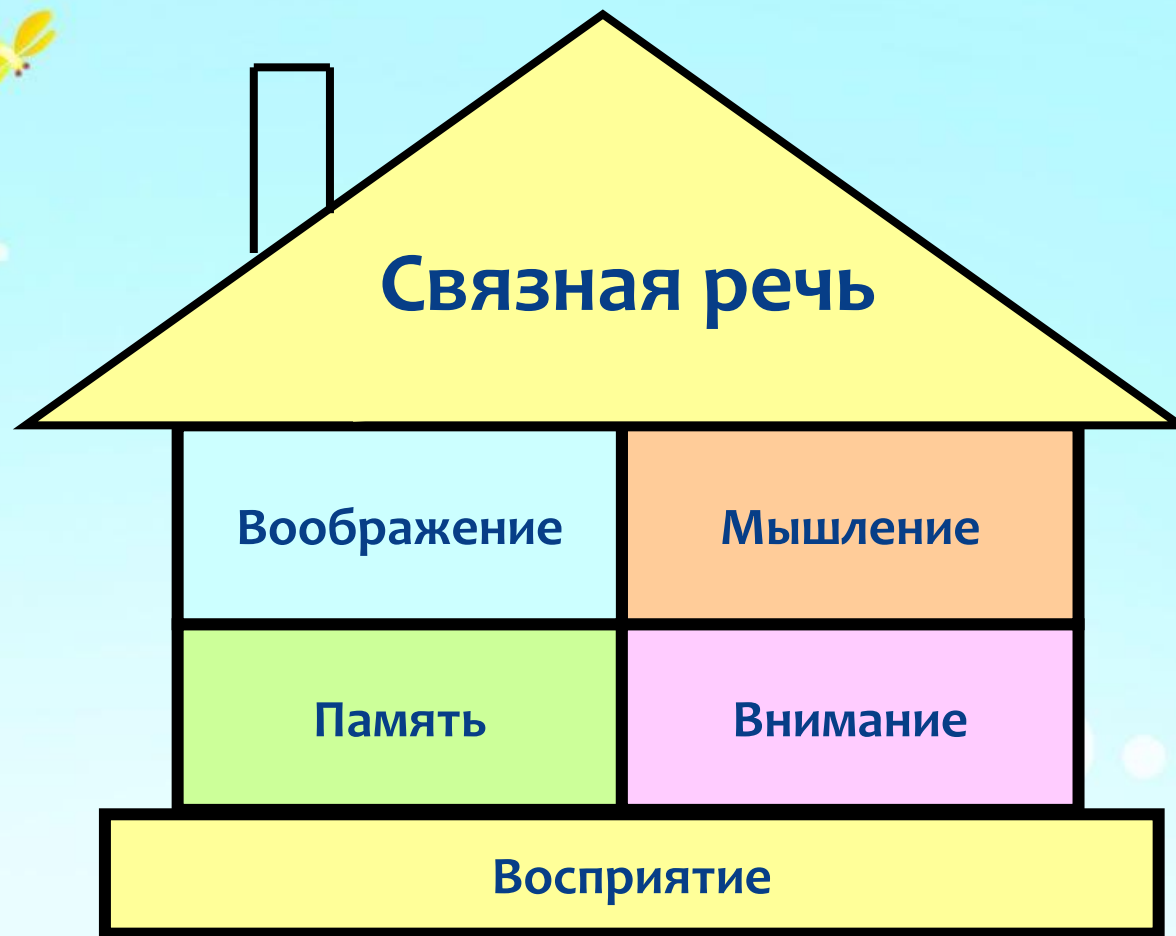 Связная речь
Воображение
Мышление
Память
Внимание
Восприятие